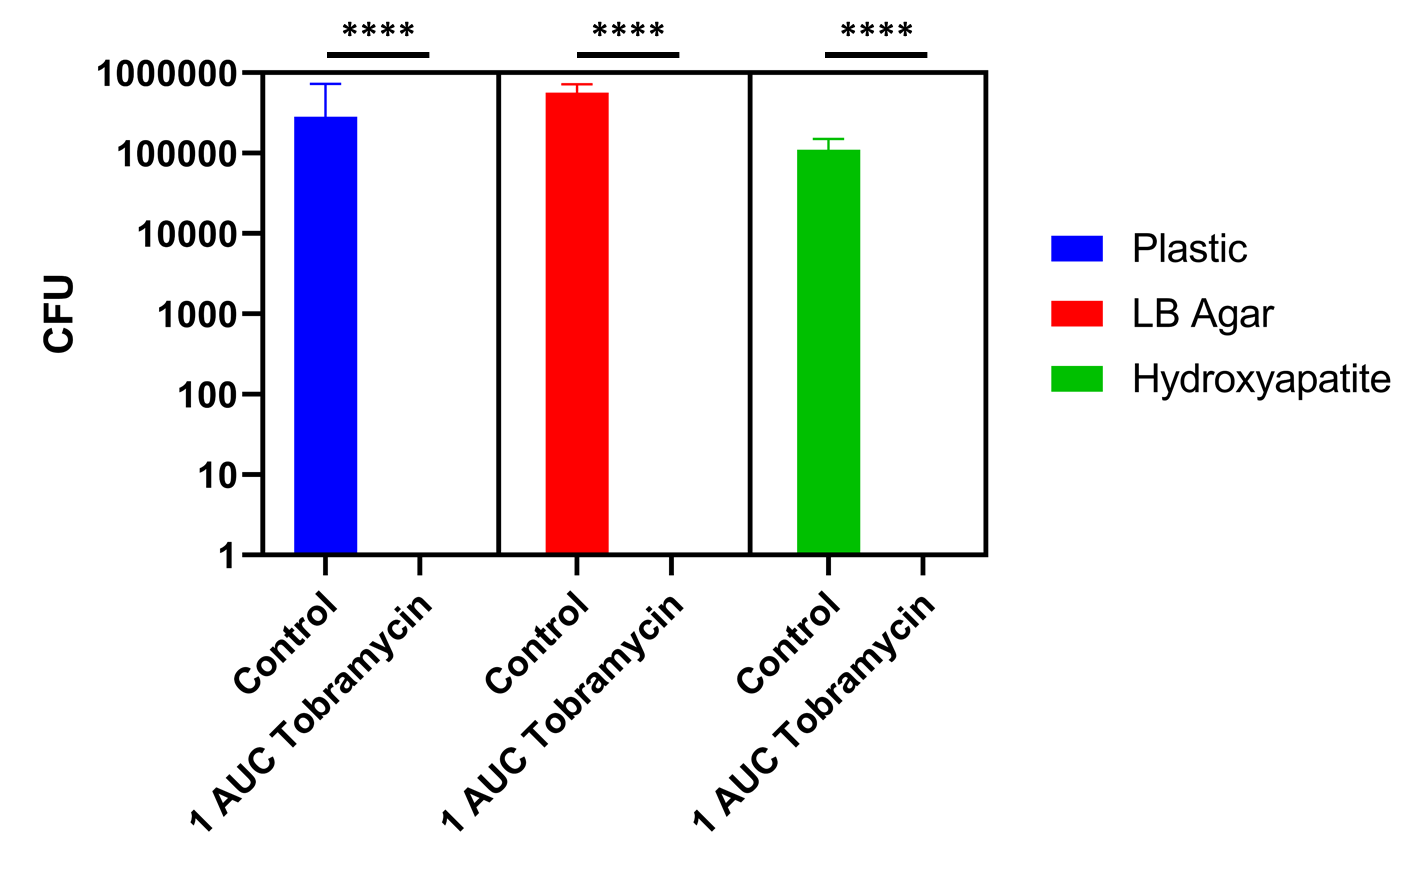 **** **** ****
1000000
100000
10000
1000
100
10
1
CFU
Control
1 AUC Tobramycin
Control
1 AUC Tobramycin
Control
1 AUC Tobramycin
Plastic
LB Agar
Hydroxyapatite